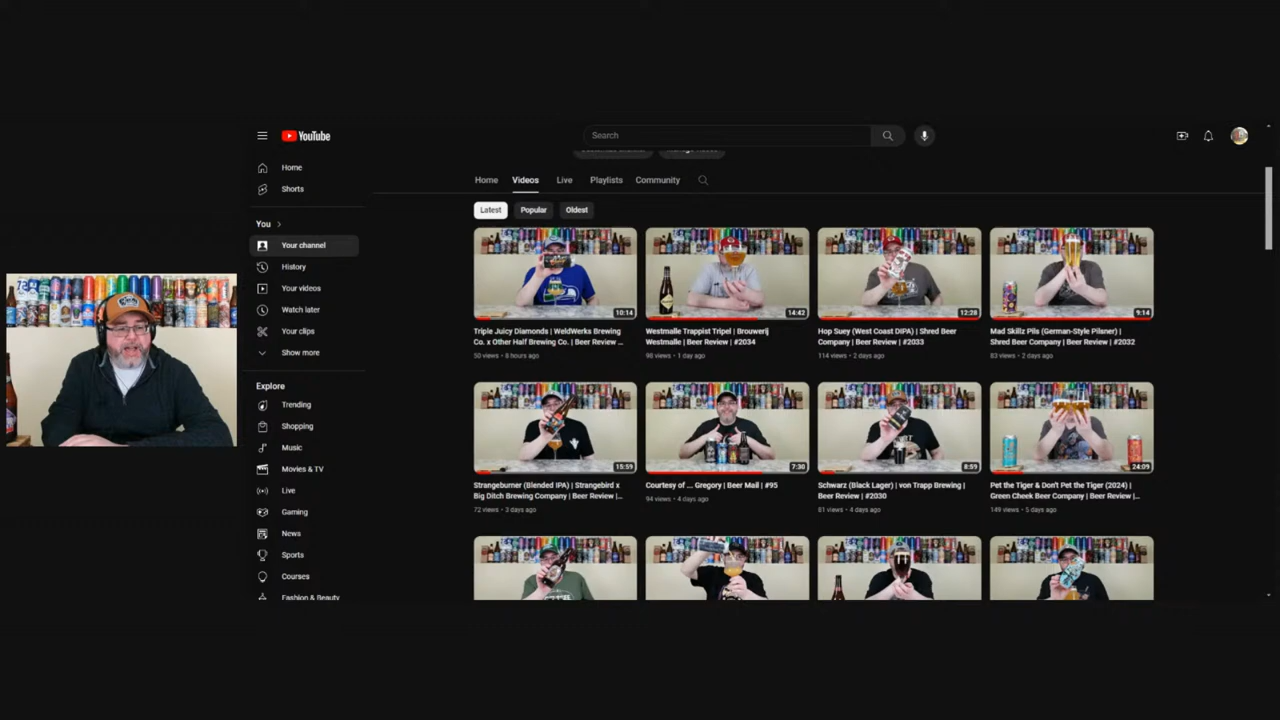 YouTube
Search
Home
Shorts
You
Your channel
History
Your videos
Watch later
Your clips
Show more
Explore
Trending
Shopping
Music
Movies & TV
Live
Gaming
News
Sports
Courses
Fashion & Beauty
Home Videos Live Playlists Community
Latest Popular Oldest
10:14
Triple Juicy Diamonds | WeldWerks Brewing
Co. x Other Half Brewing Co. | Beer Review ...
50 views • 8 hours ago
14:42
Westmalle Trappist Tripel | Brouwerij
Westmalle | Beer Review | #2034
98 views • 1 day ago
12:28
Hop Suey (West Coast DIPA) | Shred Beer
Company | Beer Review | #2033
114 views • 2 days ago
9:14
Mad Skillz Pils (German-Style Pilsner) |
Shred Beer Company | Beer Review | #2032
83 views • 2 days ago
15:59
Strangeburner (Blended IPA) | Strangebird x
Big Ditch Brewing Company | Beer Review |...
72 views • 3 days ago
7:30
Courtesy of ... Gregory | Beer Mail | #95
94 views • 4 days ago
8:59
Schwarz (Black Lager) | von Trapp Brewing |
Beer Review | #2030
81 views • 4 days ago
24:09
Pet the Tiger & Don't Pet the Tiger (2024) |
Green Cheek Beer Company | Beer Review |...
149 views • 5 days ago